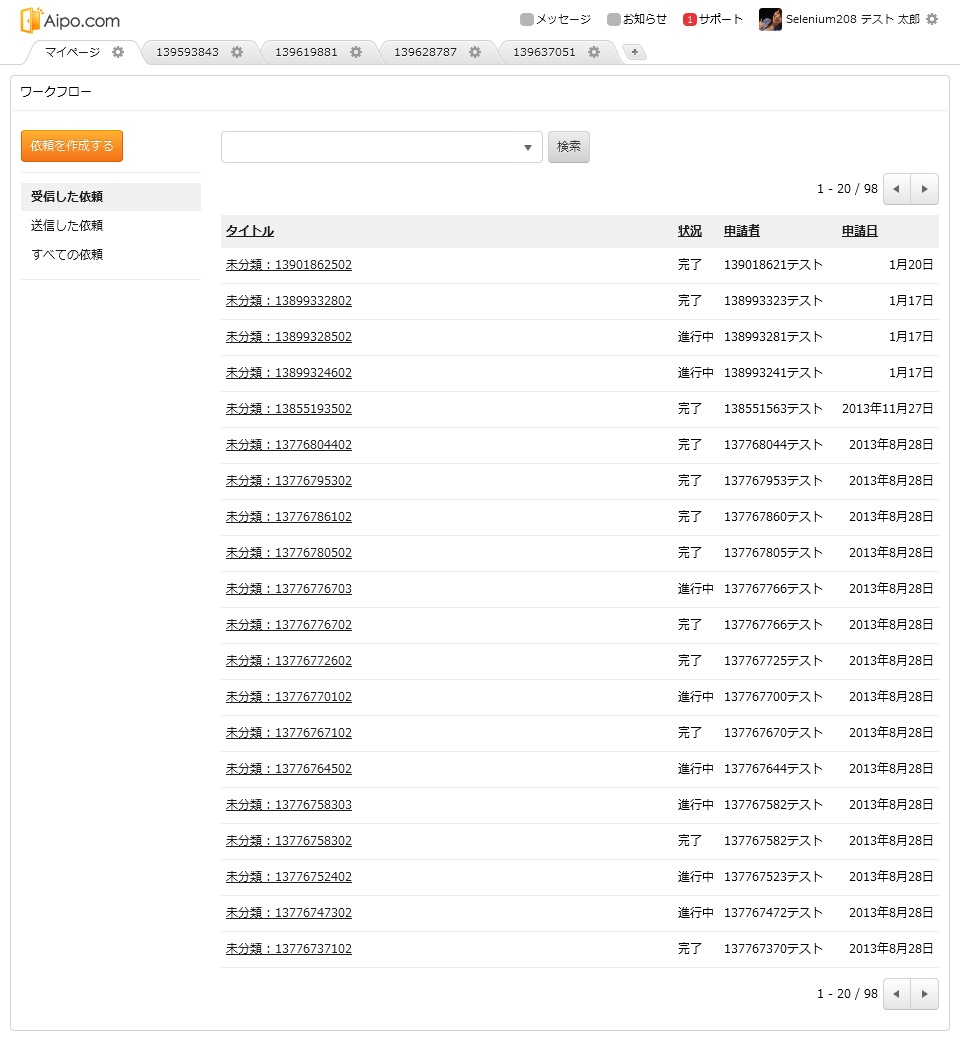 Aipo.com メッセージ お知らせ 1 サポート Selenium208 テスト 太郎
マイページ 139593843 139619881 139628787 139637051 +
ワークフロー
依頼を作成する 検索
1 - 20 / 98
受信した依頼
送信した依頼
すべての依頼
タイトル 状況 申請者 申請日
未分類：13901862502 完了 139018621テスト 1月20日
未分類：13899332802 完了 138993323テスト 1月17日
未分類：13899328502 進行中 138993281テスト 1月17日
未分類：13899324602 進行中 138993241テスト 1月17日
未分類：13855193502 完了 138551563テスト 2013年11月27日
未分類：13776804402 完了 137768044テスト 2013年8月28日
未分類：13776795302 完了 137767953テスト 2013年8月28日
未分類：13776786102 完了 137767860テスト 2013年8月28日
未分類：13776780502 完了 137767805テスト 2013年8月28日
未分類：13776776703 進行中 137767766テスト 2013年8月28日
未分類：13776776702 完了 137767766テスト 2013年8月28日
未分類：13776772602 完了 137767725テスト 2013年8月28日
未分類：13776770102 進行中 137767700テスト 2013年8月28日
未分類：13776767102 完了 137767670テスト 2013年8月28日
未分類：13776764502 進行中 137767644テスト 2013年8月28日
未分類：13776758303 進行中 137767582テスト 2013年8月28日
未分類：13776758302 完了 137767582テスト 2013年8月28日
未分類：13776752402 進行中 137767523テスト 2013年8月28日
未分類：13776747302 進行中 137767472テスト 2013年8月28日
未分類：13776737102 完了 137767370テスト 2013年8月28日
1 - 20 / 98